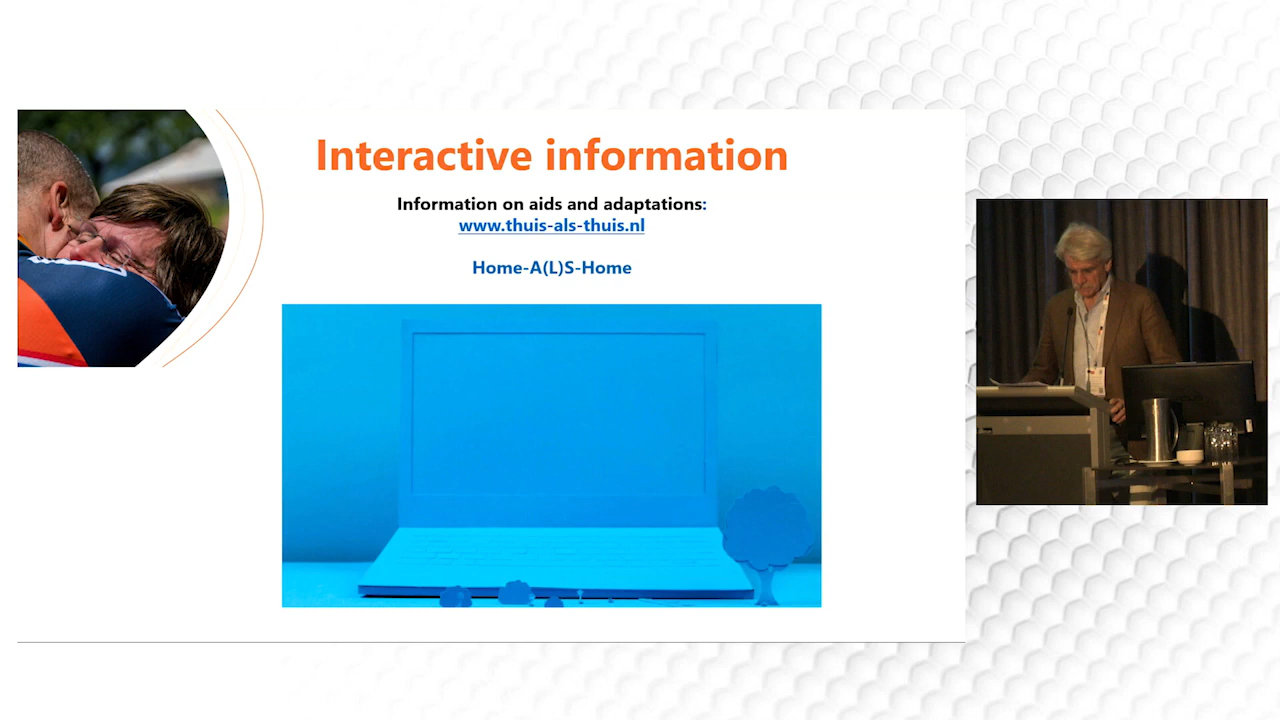 Interactive information
Information on aids and adaptations:
www.thuis-als-thuis.nl
Home-A(L)S-Home